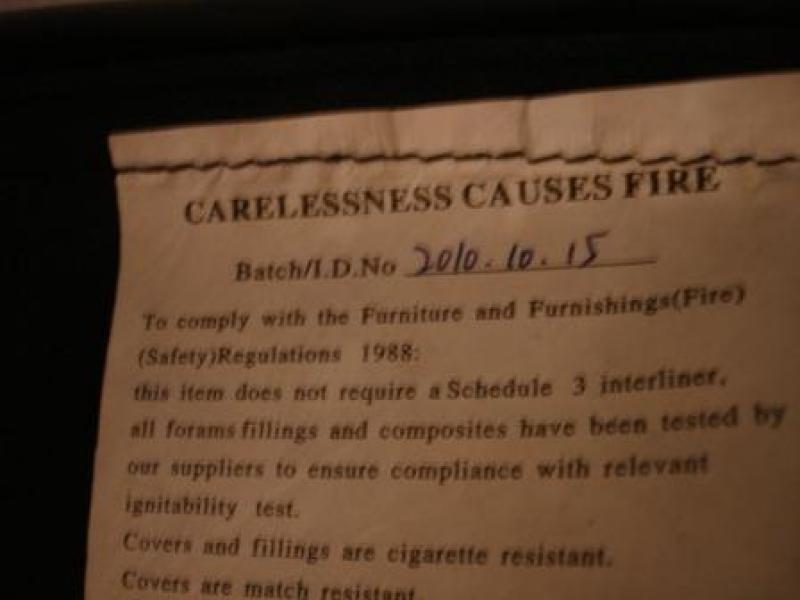 CARELESSNESS CAUSES FIRE
Batch/I.D.No 2010.10.15
To comply with the Furniture and Furnishings(Fire)
(Safety)Regulations 1988:
this item does not require a Schedule 3 interliner,
all forams fillings and composites have been tested by
our suppliers to ensure compliance with relevant
ignitability test.
Covers and fillings are cigarette resistant.
Covers are match resistant.